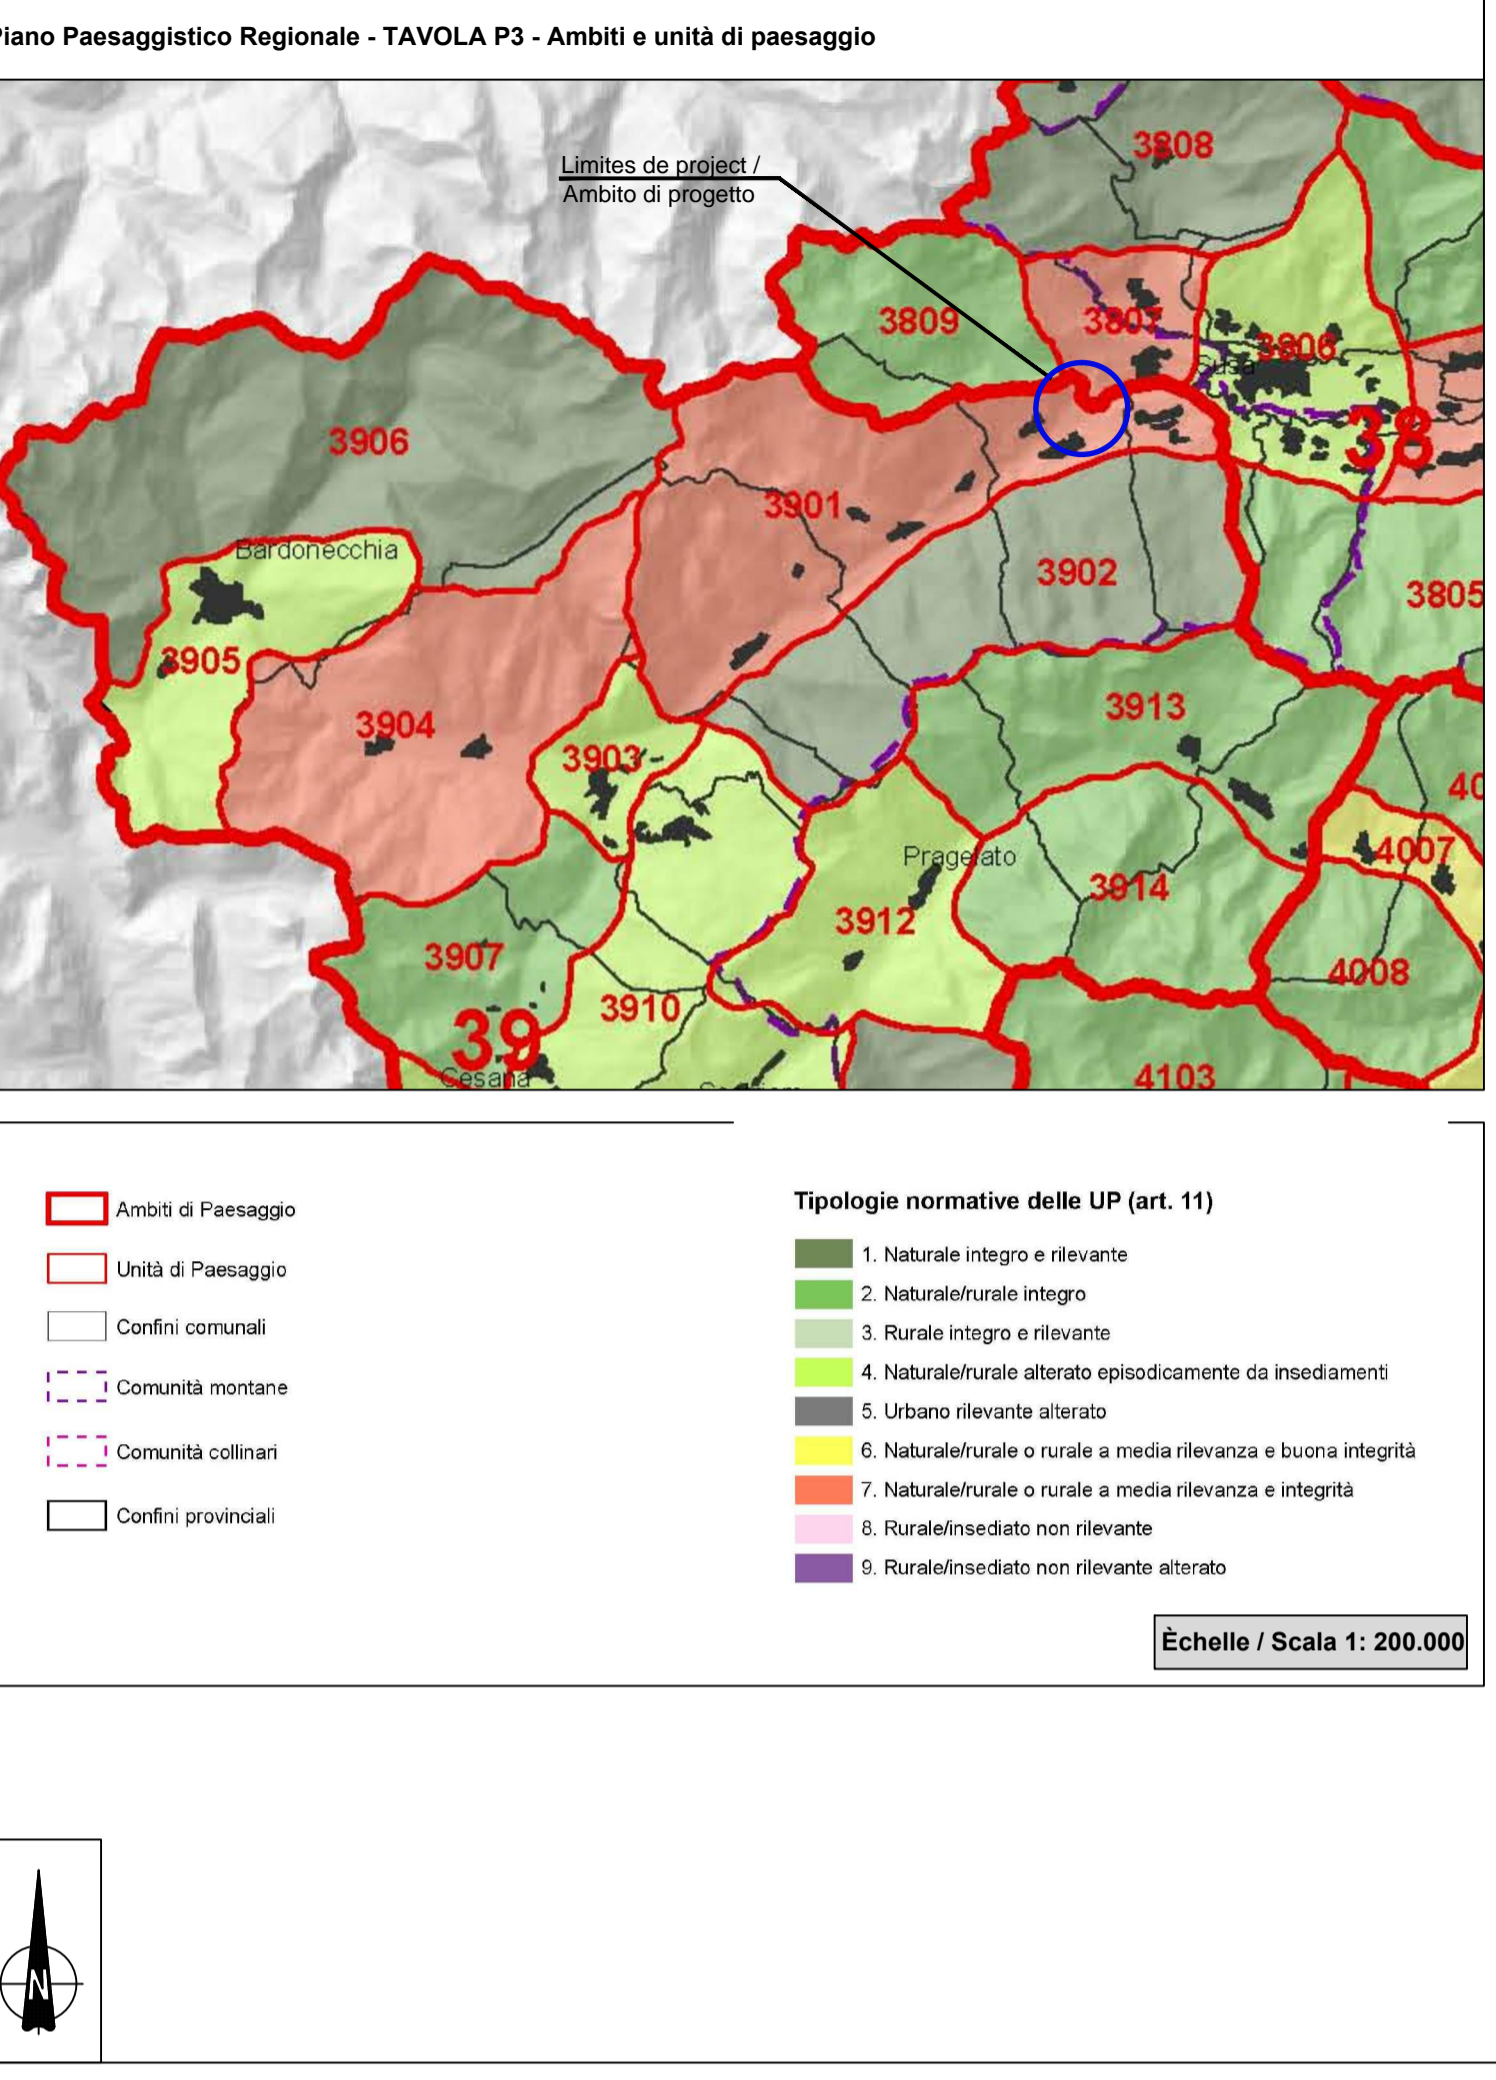 Piano Paesaggistico Regionale - TAVOLA P3 - Ambiti e unità di paesaggio
3808
Limites de project /
Ambito di progetto
3809
3807
3806
Susa
38
3906
3901
Bardonecchia
3902
3805
3905
3904
3913
3903
40
Pragelato
4007
3914
3912
3907
4008
3910
39
Cesana
4103
Ambiti di Paesaggio
Unità di Paesaggio
Confini comunali
Comunità montane
Comunità collinari
Confini provinciali
Tipologie normative delle UP (art. 11)
1. Naturale integro e rilevante
2. Naturale/rurale integro
3. Rurale integro e rilevante
4. Naturale/rurale alterato episodicamente da insediamenti
5. Urbano rilevante alterato
6. Naturale/rurale o rurale a media rilevanza e buona integrità
7. Naturale/rurale o rurale a media rilevanza e integrità
8. Rurale/insediato non rilevante
9. Rurale/insediato non rilevante alterato
Èchelle / Scala 1: 200.000
N